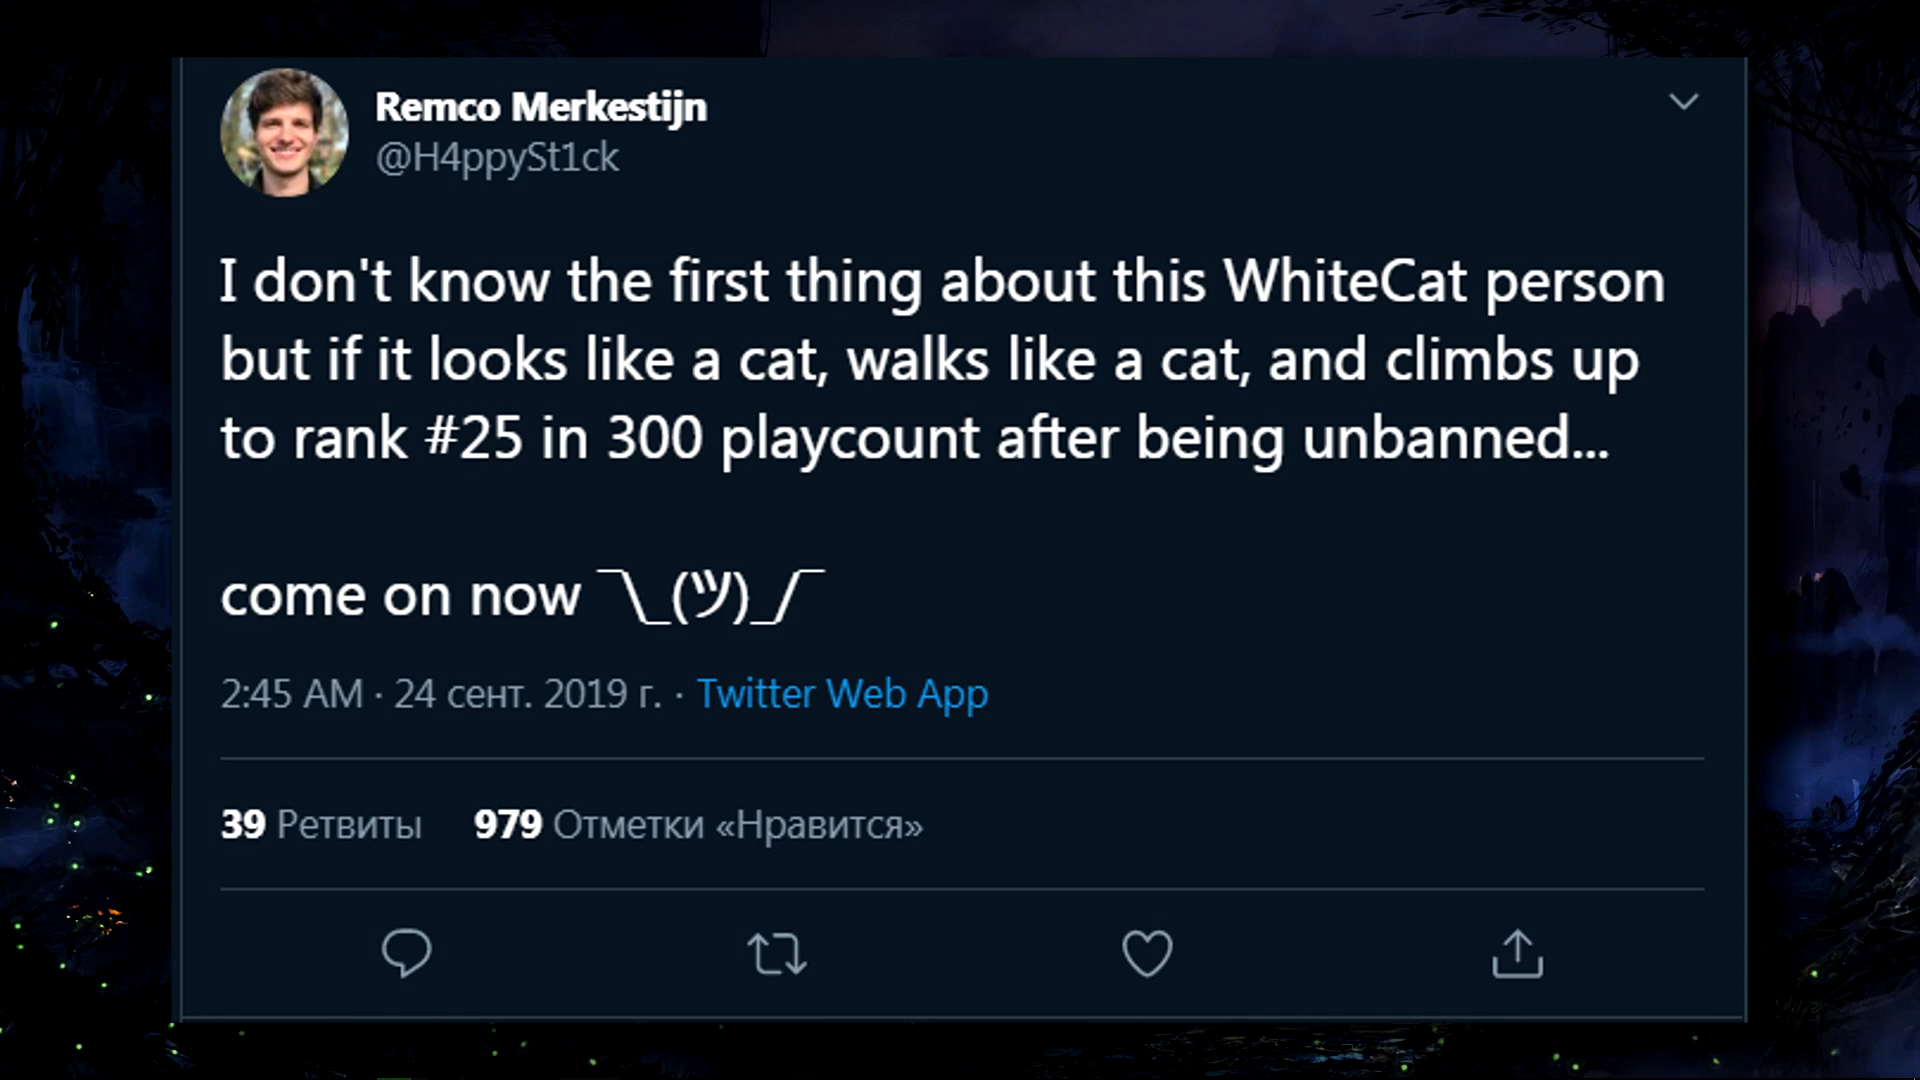 Remco Merkestijn
@H4ppySt1ck
I don't know the first thing about this WhiteCat person
but if it looks like a cat, walks like a cat, and climbs up
to rank #25 in 300 playcount after being unbanned...
come on now ¯\_(ツ)_/¯
2:45 AM · 24 сент. 2019 г. · Twitter Web App
39 Ретвиты 979 Отметки «Нравится»